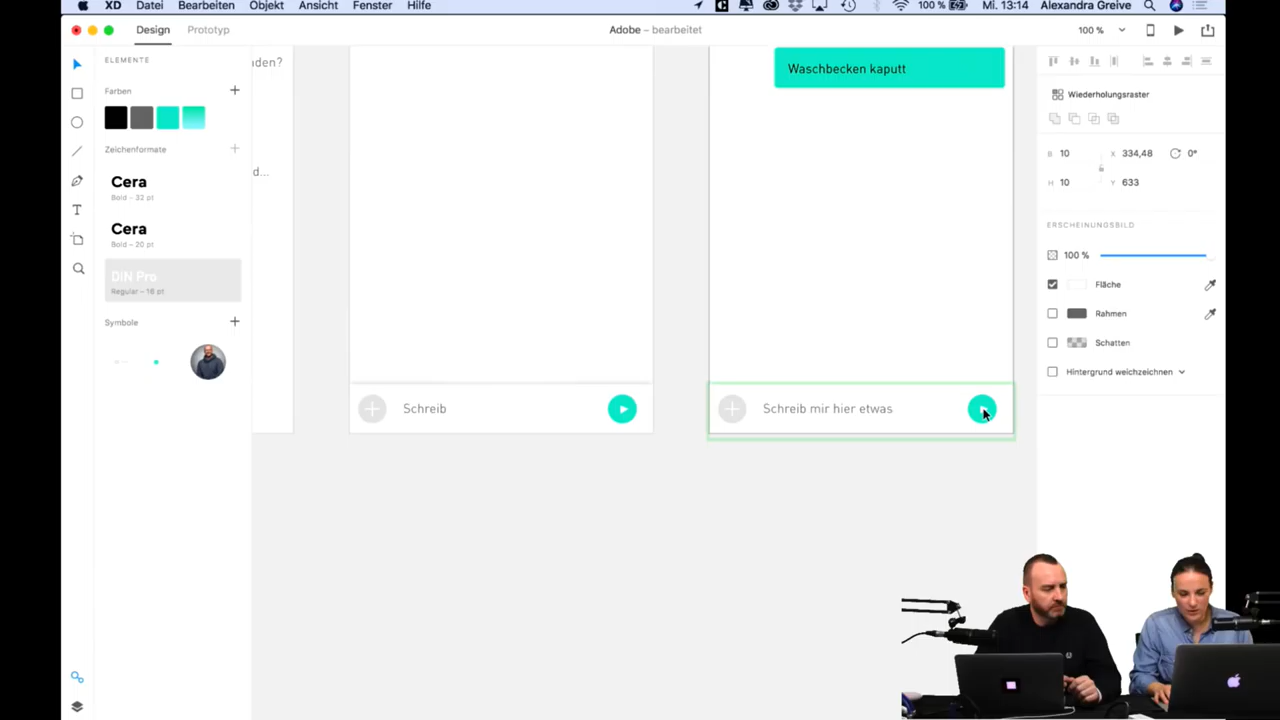 XD Datei Bearbeiten Objekt Ansicht Fenster Hilfe
100 % Mi. 13:14 Alexandra Greive
Design Prototyp
Adobe – bearbeitet
100 %
ELEMENTE
Farben
Zeichenformate
Cera
Bold – 32 pt
Cera
Bold – 20 pt
DIN Pro
Regular – 16 pt
Symbole
nden?
d...
Schreib
Waschbecken kaputt
Schreib mir hier etwas
Wiederholungsraster
B 10 X 334,48 0°
H 10 Y 633
ERSCHEINUNGSBILD
100 %
Fläche
Rahmen
Schatten
Hintergrund weichzeichnen